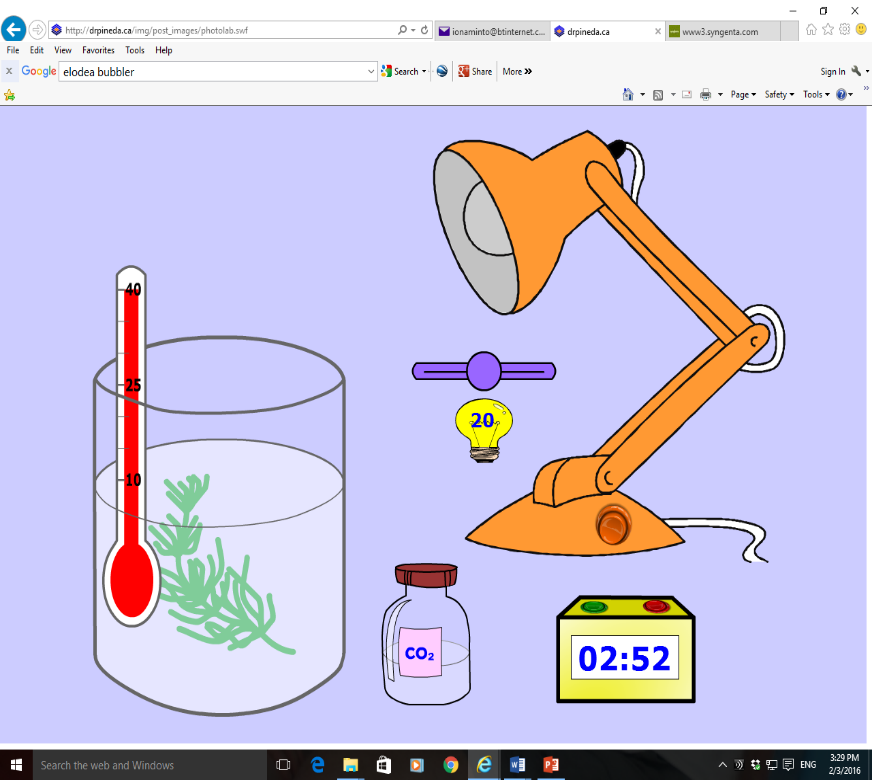 http://drpineda.ca/img/post_images/photolab.swf
ionaminto@btinternet.c...
drpineda.ca
www3.syngenta.com
File Edit View Favorites Tools Help
x Google elodea bubbler Search Share More »
Sign In
Page Safety Tools
40
25
10
20
CO₂
02:52
Search the web and Windows
ENG
3:29 PM
2/3/2016